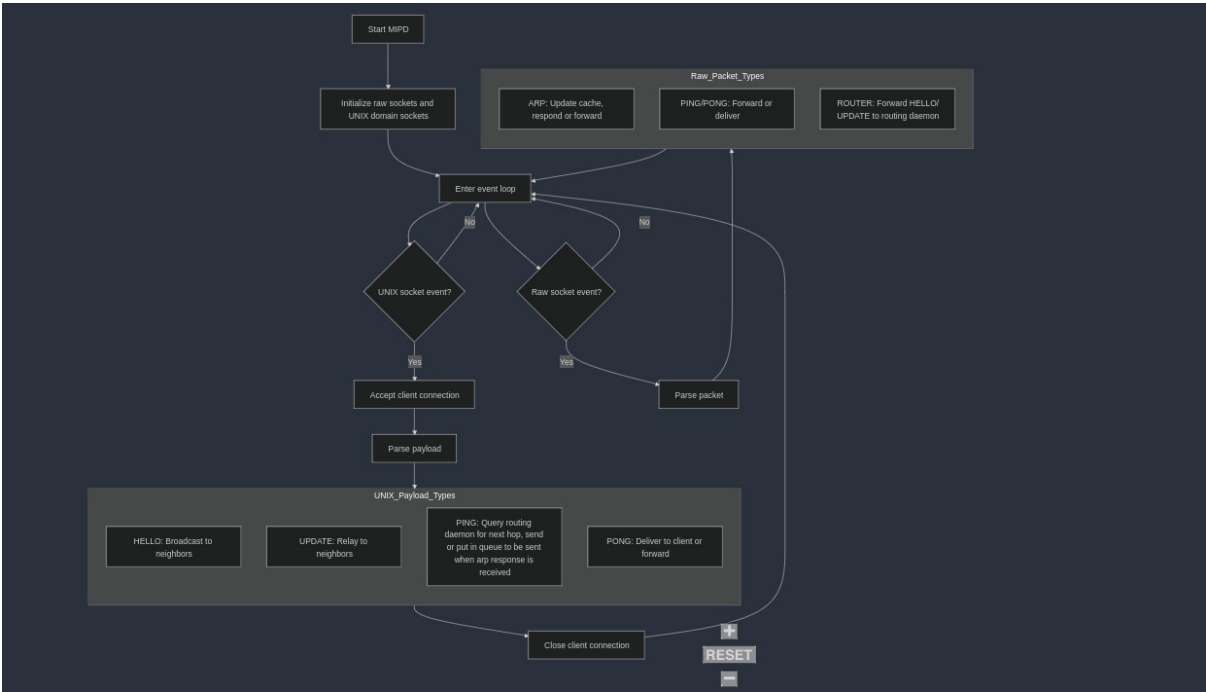 Start MIPD
Raw_Packet_Types
Initialize raw sockets and
UNIX domain sockets
ARP: Update cache,
respond or forward
PING/PONG: Forward or
deliver
ROUTER: Forward HELLO/
UPDATE to routing daemon
Enter event loop
No
No
UNIX socket event?
Raw socket event?
Yes
Yes
Accept client connection
Parse packet
Parse payload
UNIX_Payload_Types
HELLO: Broadcast to
neighbors
UPDATE: Relay to
neighbors
PING: Query routing
daemon for next hop, send
or put in queue to be sent
when arp response is
received
PONG: Deliver to client or
forward
Close client connection
+
RESET
−